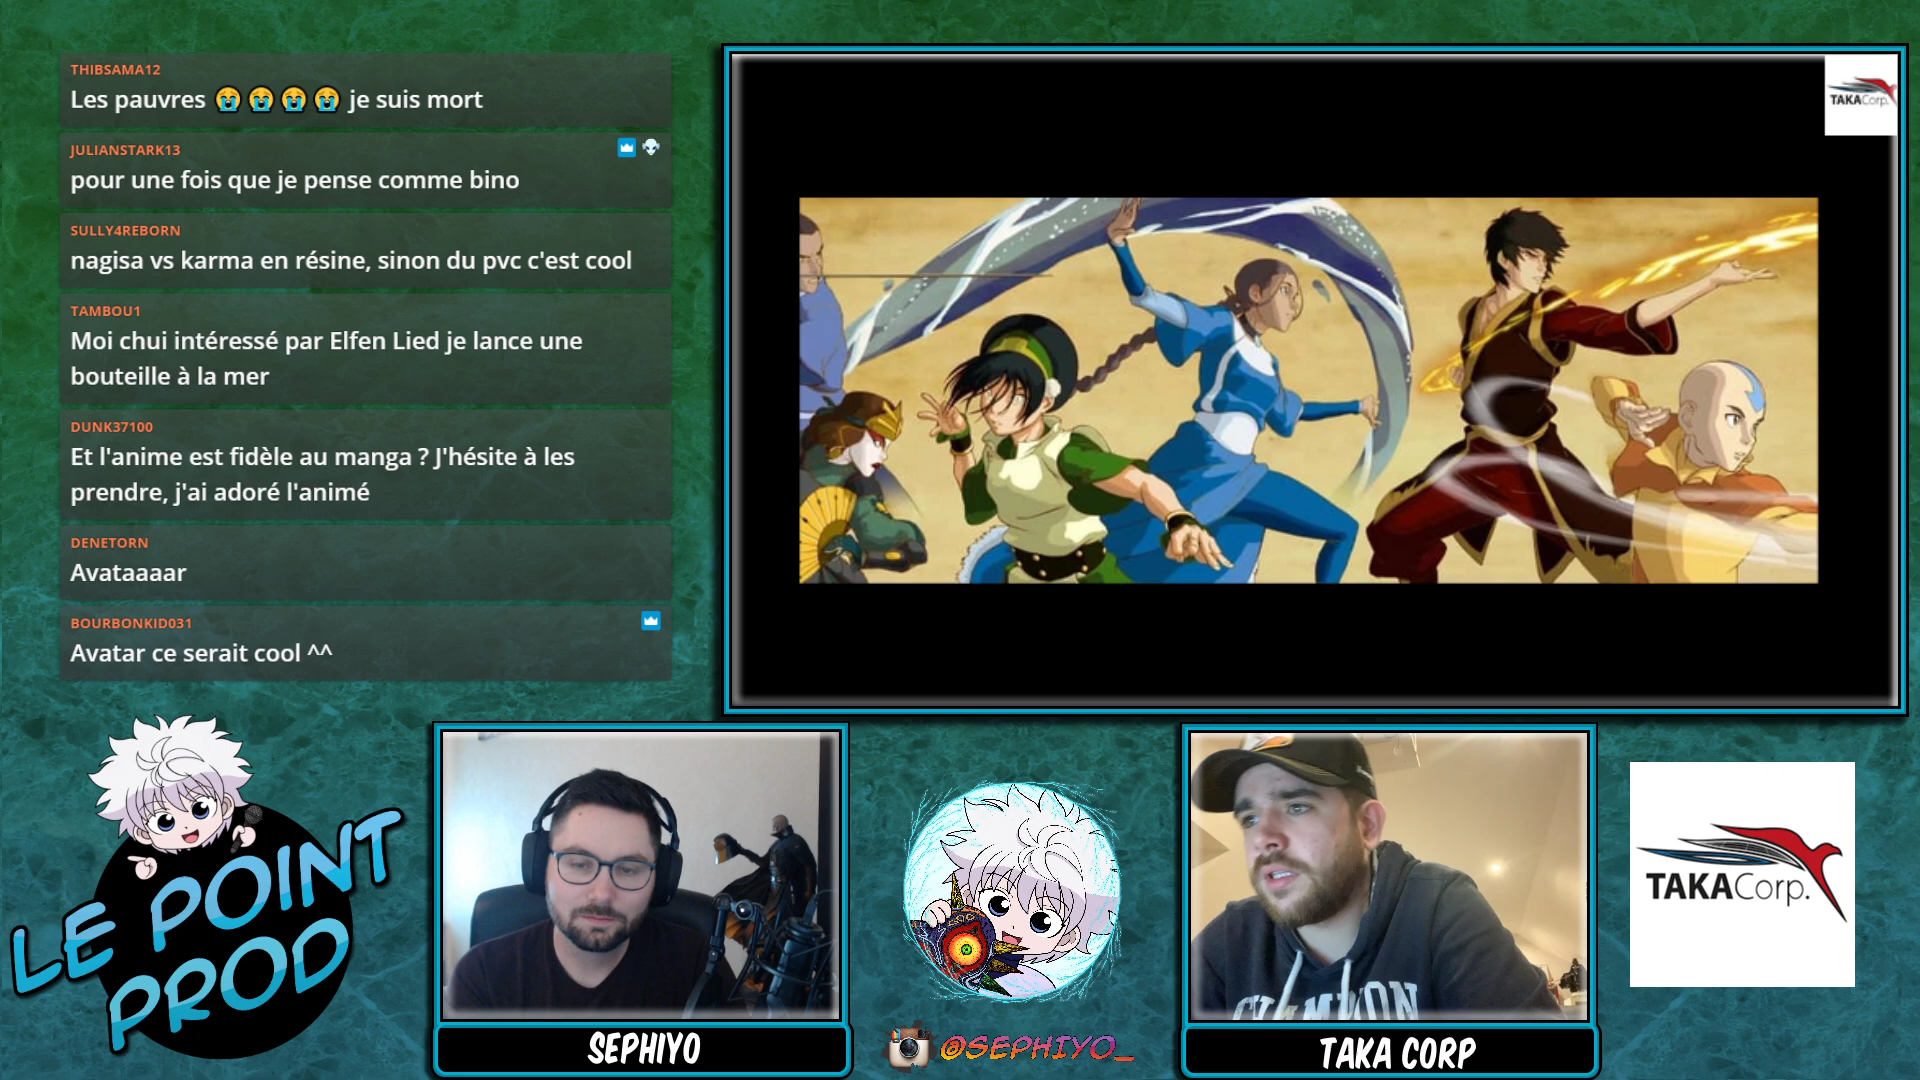 THIBSAMA12
Les pauvres 😭 😭 😭 😭 je suis mort
JULIANSTARK13
pour une fois que je pense comme bino
SULLY4REBORN
nagisa vs karma en résine, sinon du pvc c'est cool
TAMBOU1
Moi chui intéressé par Elfen Lied je lance une
bouteille à la mer
DUNK37100
Et l'anime est fidèle au manga ? J'hésite à les
prendre, j'ai adoré l'animé
DENETORN
Avataaaar
BOURBONKID031
Avatar ce serait cool ^^
TAKACorp.
LE POINT
PROD
SEPHIYO
@SEPHIYO_
CHAMPION
TAKA CORP
TAKACorp.